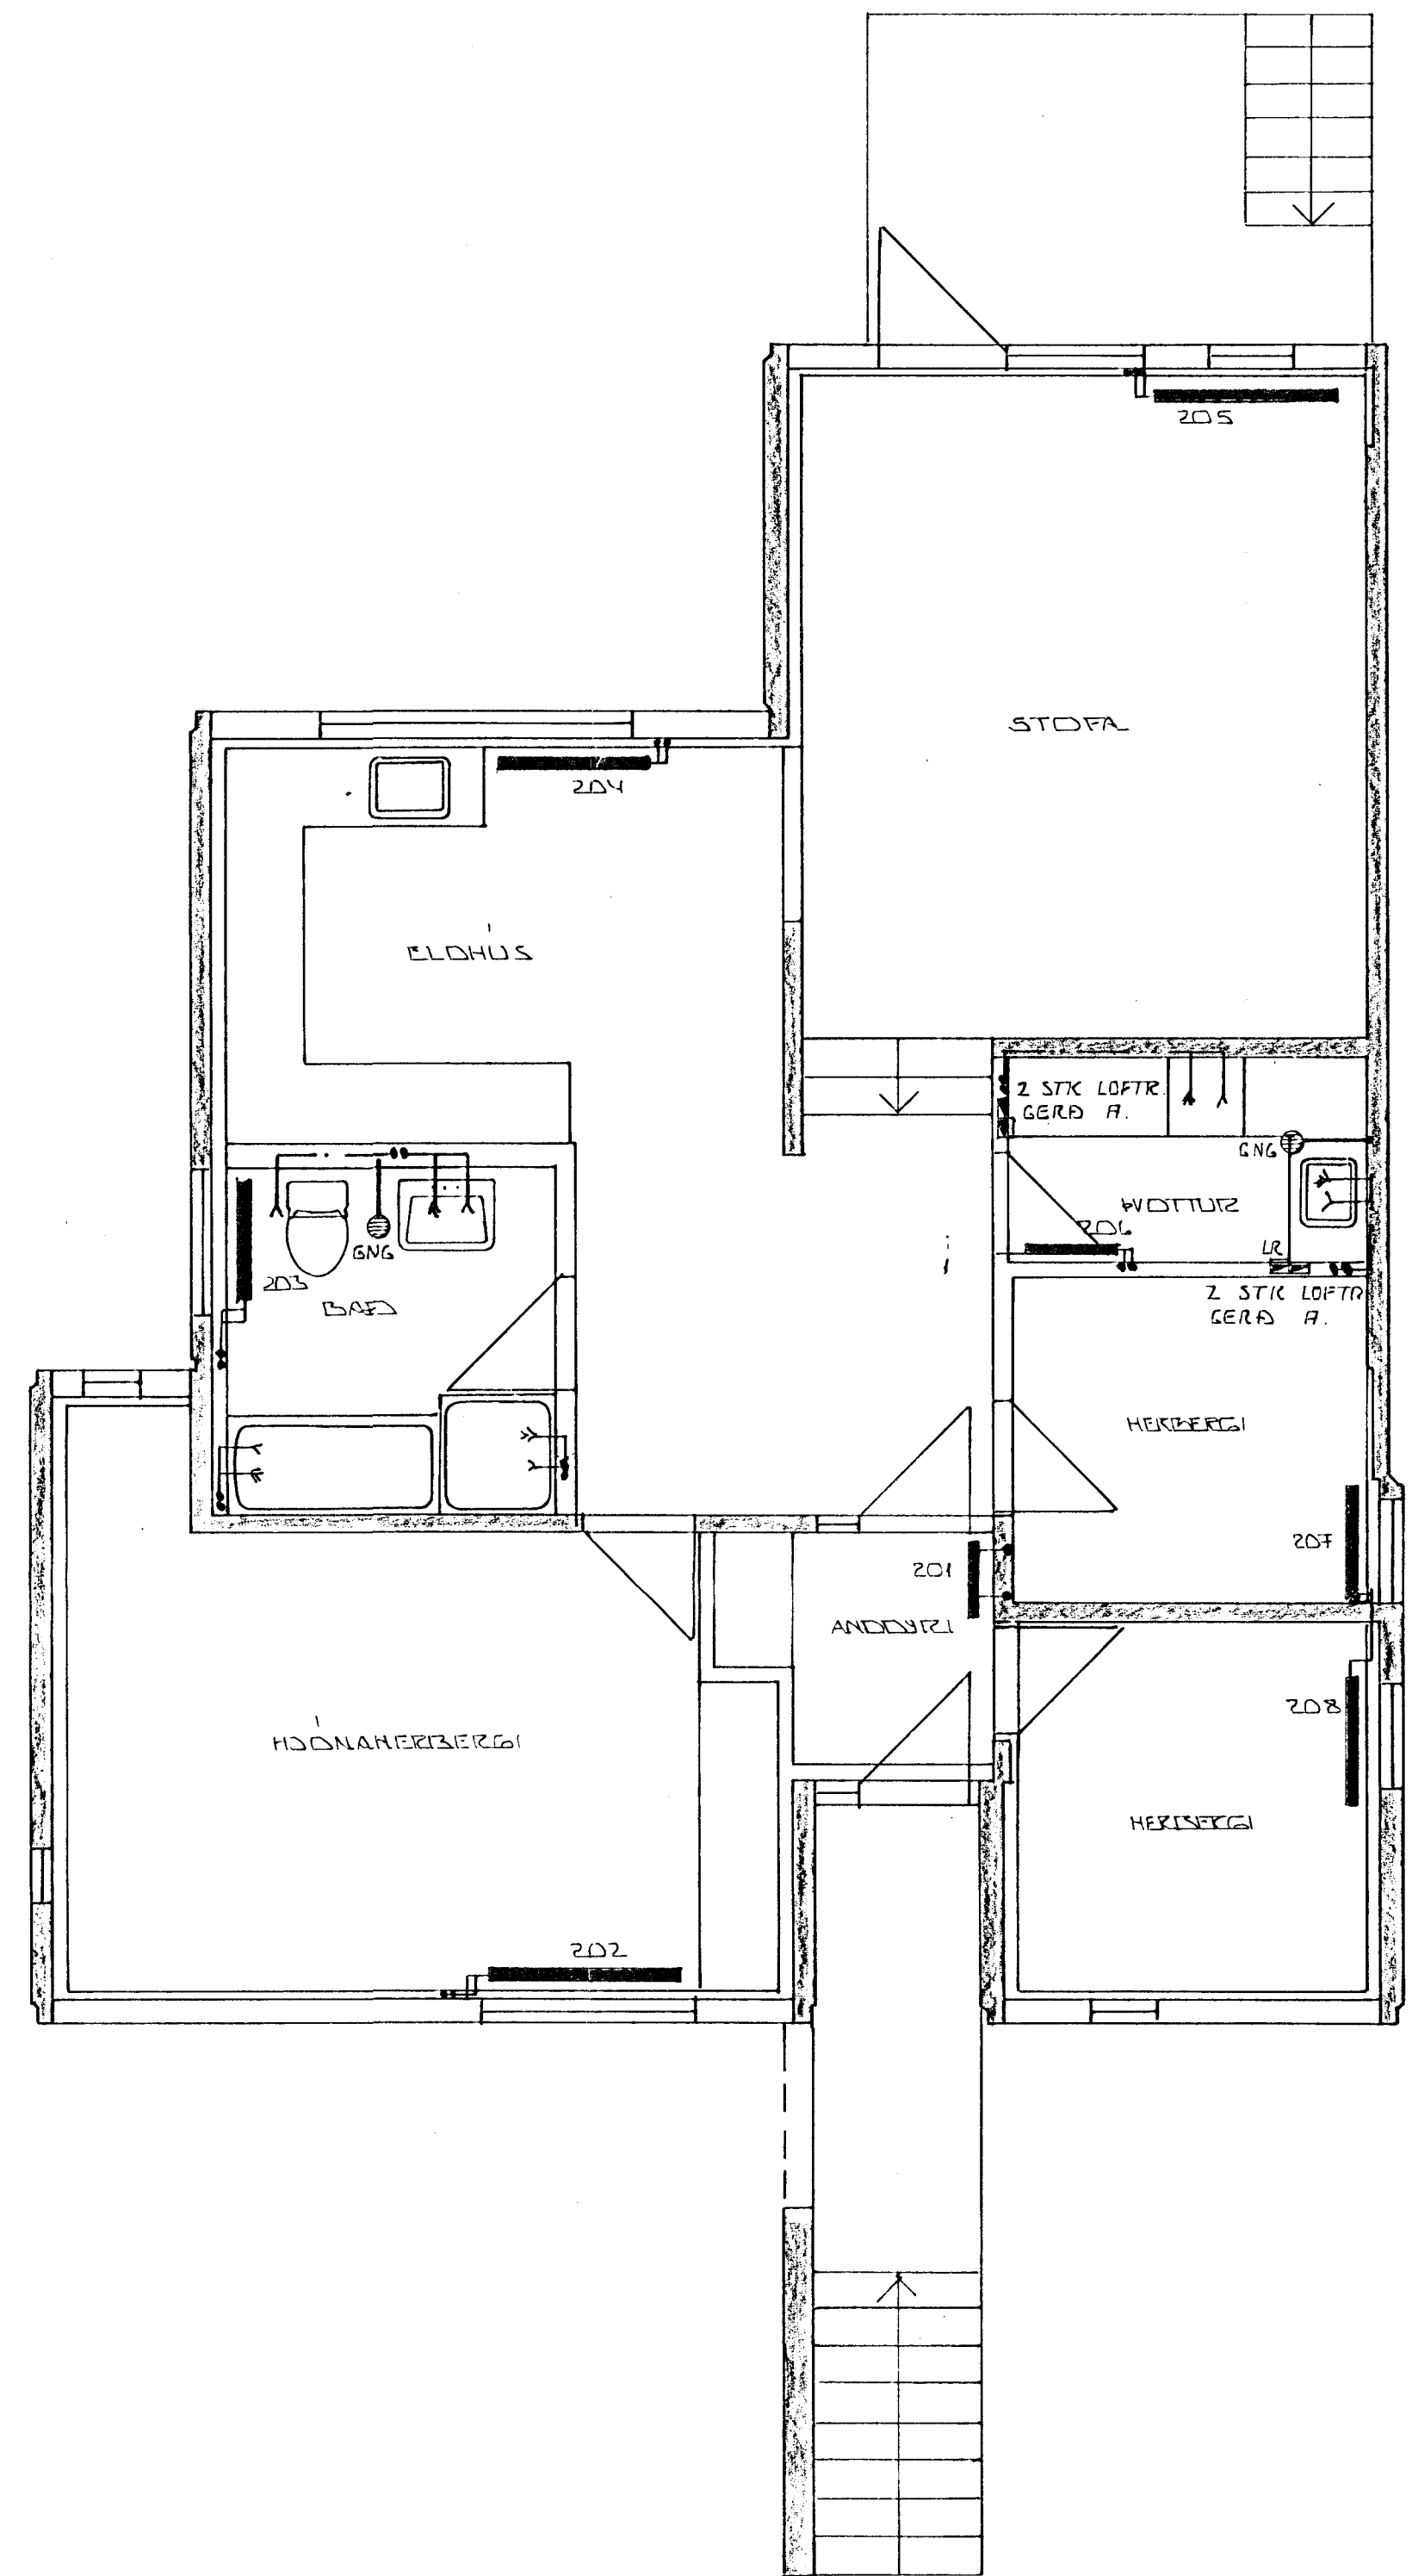 205
STOFA
204
ELDHÚS
2 STK LOFTR.
GERÐ A.
GNG
ÞVOTTUR
206
LR
GNG
203
BAÐ
2 STK LOFTR
GERÐ A.
HERBERGI
207
201
ANDDYRI
208
HJÓNAHERBERGI
HERBERGI
202